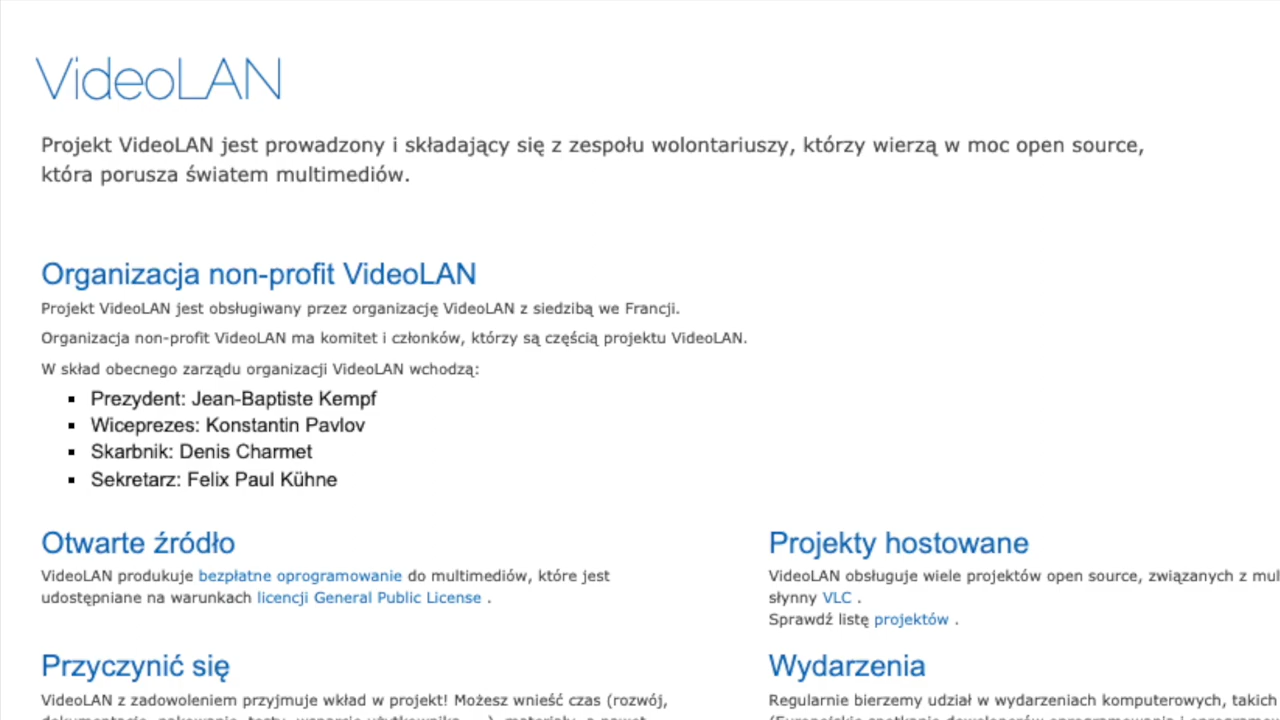 VideoLAN
Projekt VideoLAN jest prowadzony i składający się z zespołu wolontariuszy, którzy wierzą w moc open source,
która porusza światem multimediów.
Organizacja non-profit VideoLAN
Projekt VideoLAN jest obsługiwany przez organizację VideoLAN z siedzibą we Francji.
Organizacja non-profit VideoLAN ma komitet i członków, którzy są częścią projektu VideoLAN.
W skład obecnego zarządu organizacji VideoLAN wchodzą:
Prezydent: Jean-Baptiste Kempf
Wiceprezes: Konstantin Pavlov
Skarbnik: Denis Charmet
Sekretarz: Felix Paul Kühne
Otwarte źródło
VideoLAN produkuje bezpłatne oprogramowanie do multimediów, które jest
udostępniane na warunkach licencji General Public License .
Projekty hostowane
VideoLAN obsługuje wiele projektów open source, związanych z mul
słynny VLC .
Sprawdź listę projektów .
Przyczynić się
VideoLAN z zadowoleniem przyjmuje wkład w projekt! Możesz wnieść czas (rozwój,
Wydarzenia
Regularnie bierzemy udział w wydarzeniach komputerowych, takich